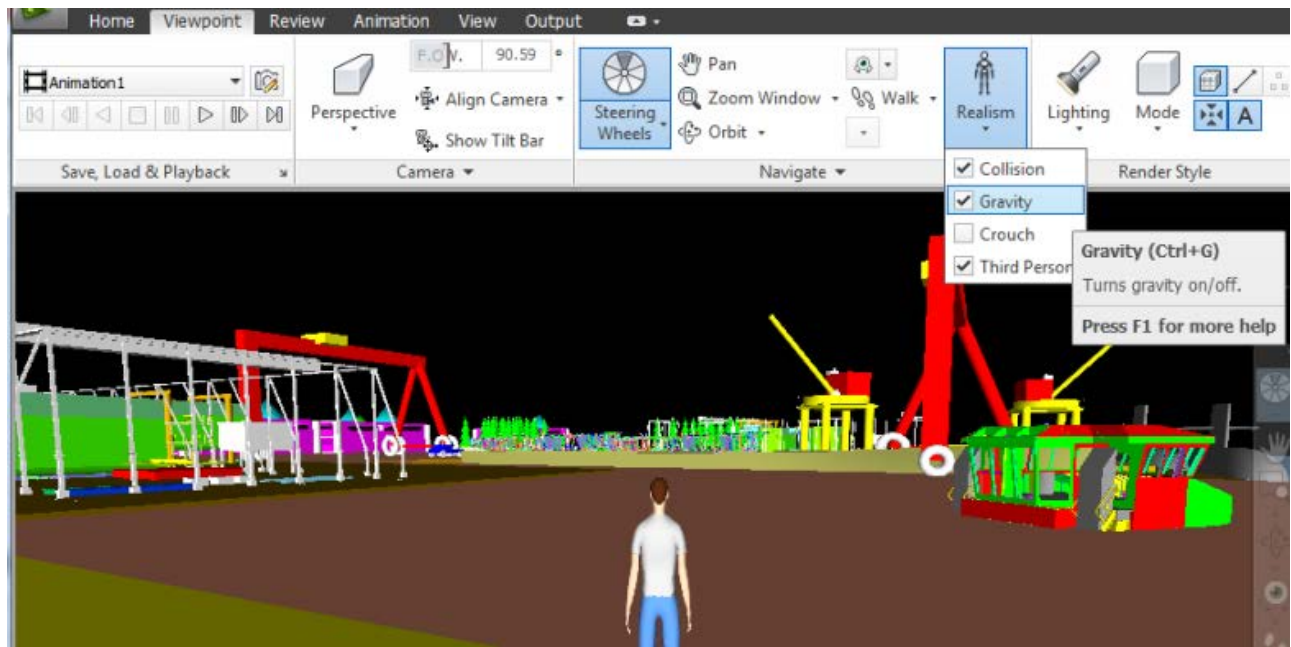 Home Viewpoint Review Animation View Output
Animation1
Perspective
F.O.V. 90.59 °
Align Camera
Show Tilt Bar
Steering
Wheels
Pan
Zoom Window
Orbit
Walk
Realism
Lighting
Mode
A
Save, Load & Playback
Camera
Navigate
Render Style
Collision
Gravity
Crouch
Third Person
Gravity (Ctrl+G)
Turns gravity on/off.
Press F1 for more help